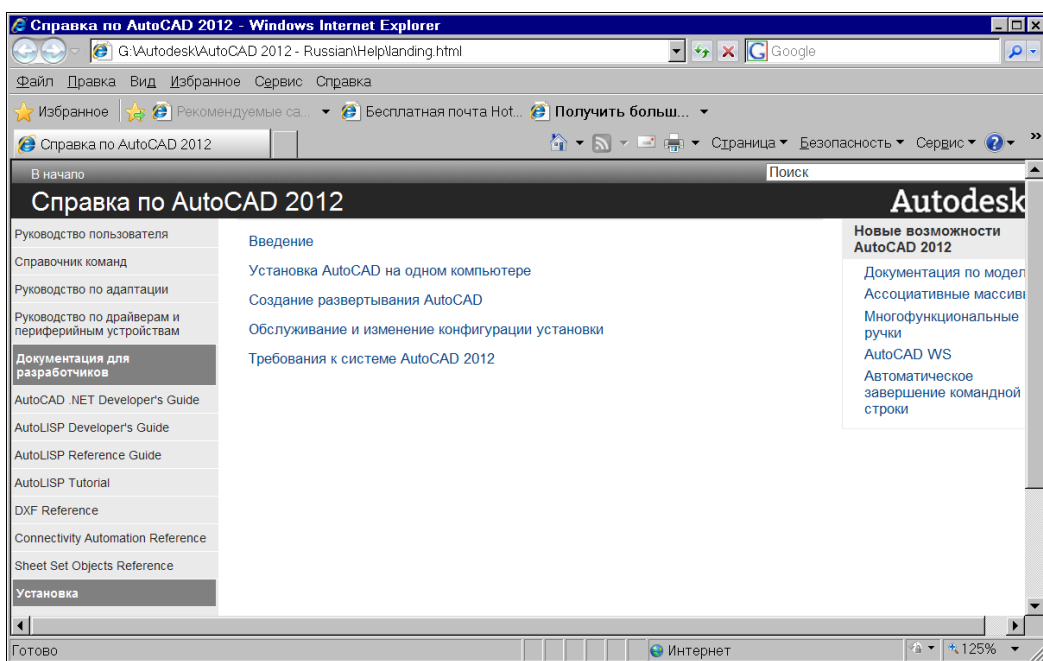 Справка по AutoCAD 2012 - Windows Internet Explorer
G:\Autodesk\AutoCAD 2012 - Russian\Help\landing.html
Google
Файл Правка Вид Избранное Сервис Справка
Избранное Рекомендуемые са... Бесплатная почта Hot... Получить больш...
Справка по AutoCAD 2012
Страница Безопасность Сервис »
В начало
Поиск
Справка по AutoCAD 2012
Autodesk
Руководство пользователя
Справочник команд
Руководство по адаптации
Руководство по драйверам и
периферийным устройствам
Документация для
разработчиков
AutoCAD .NET Developer's Guide
AutoLISP Developer's Guide
AutoLISP Reference Guide
AutoLISP Tutorial
DXF Reference
Connectivity Automation Reference
Sheet Set Objects Reference
Установка
Введение
Установка AutoCAD на одном компьютере
Создание развертывания AutoCAD
Обслуживание и изменение конфигурации установки
Требования к системе AutoCAD 2012
Новые возможности
AutoCAD 2012
Документация по модел
Ассоциативные массивы
Многофункциональные
ручки
AutoCAD WS
Автоматическое
завершение командной
строки
Готово
Интернет
125%